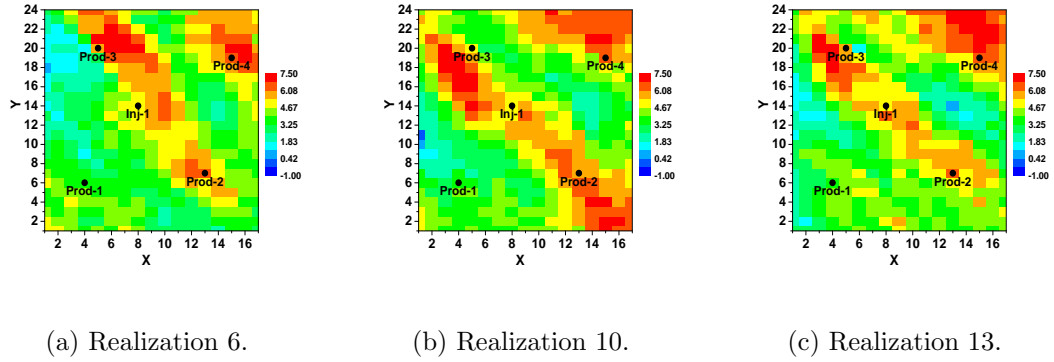 24
22
20
18
16
14
12
10
8
6
4
2
Y
2 4 6 8 10 12 14 16
X
Prod-3
Prod-4
Inj-1
Prod-2
Prod-1
7.50
6.08
4.67
3.25
1.83
0.42
-1.00
(a) Realization 6.
24
22
20
18
16
14
12
10
8
6
4
2
Y
2 4 6 8 10 12 14 16
X
Prod-3
Prod-4
Inj-1
Prod-2
Prod-1
7.50
6.08
4.67
3.25
1.83
0.42
-1.00
(b) Realization 10.
24
22
20
18
16
14
12
10
8
6
4
2
Y
2 4 6 8 10 12 14 16
X
Prod-3
Prod-4
Inj-1
Prod-2
Prod-1
7.50
6.08
4.67
3.25
1.83
0.42
-1.00
(c) Realization 13.